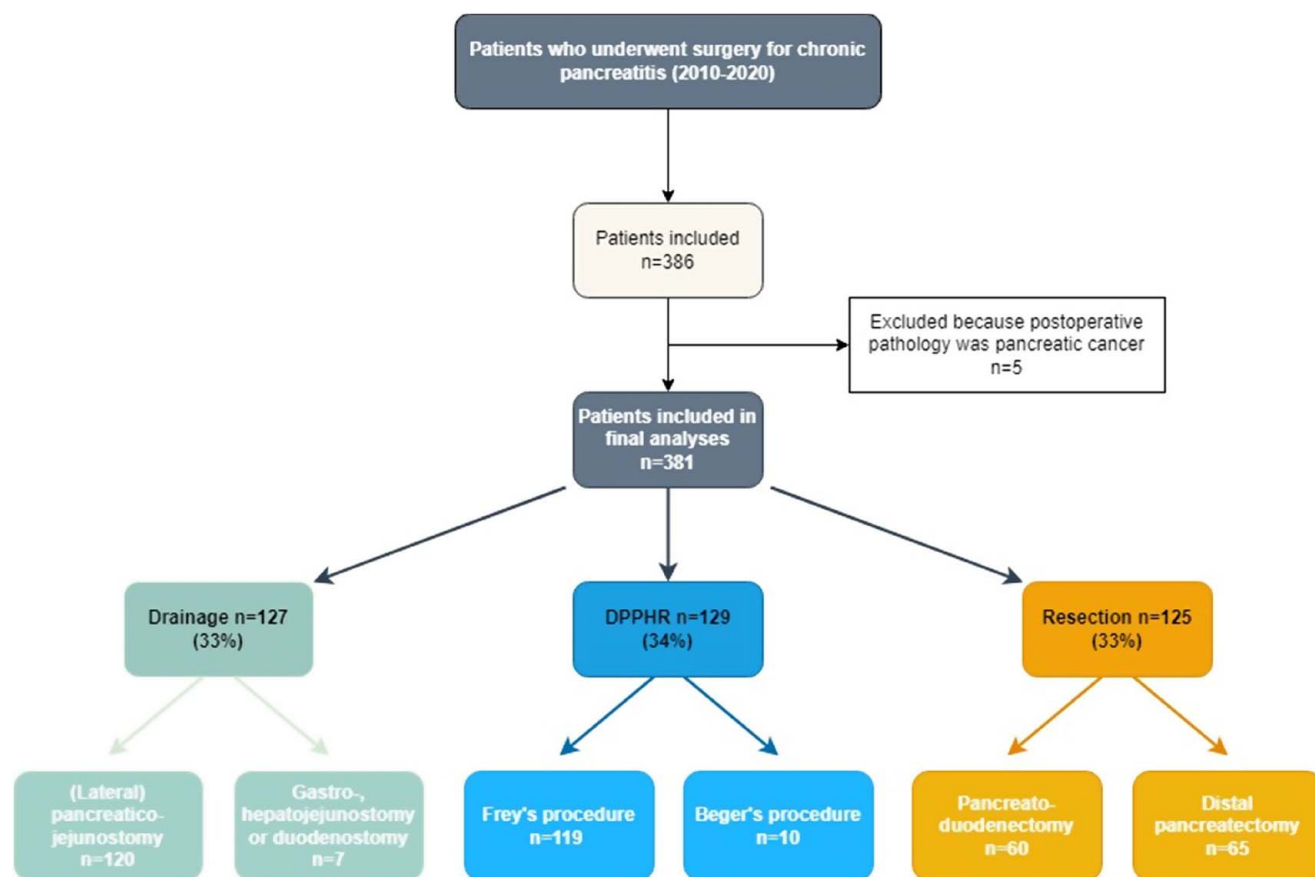 Patients who underwent surgery for chronic
pancreatitis (2010-2020)
Patients included
n=386
Excluded because postoperative
pathology was pancreatic cancer
n=5
Patients included in
final analyses
n=381
Drainage n=127
(33%)
DPPHR n=129
(34%)
Resection n=125
(33%)
(Lateral)
pancreatico-
jejunostomy
n=120
Gastro-,
hepatojejunostomy
or duodenostomy
n=7
Frey's procedure
n=119
Beger's procedure
n=10
Pancreato-
duodenectomy
n=60
Distal
pancreatectomy
n=65